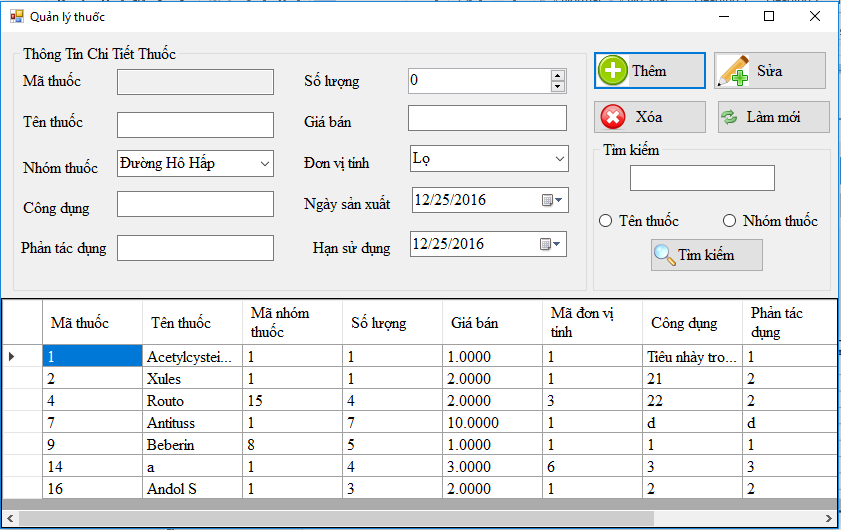 Quản lý thuốc
Thông Tin Chi Tiết Thuốc
Mã thuốc
Số lượng 0
Thêm
Sửa
Tên thuốc
Giá bán
Xóa
Làm mới
Nhóm thuốc Đường Hô Hấp
Đơn vị tính Lọ
Tìm kiếm
Công dụng
Ngày sản xuất 12/25/2016
Tên thuốc
Nhóm thuốc
Phản tác dụng
Hạn sử dụng 12/25/2016
Tìm kiếm
Mã thuốc Tên thuốc Mã nhóm thuốc Số lượng Giá bán Mã đơn vị tính Công dụng Phản tác dụng
1 Acetylcystei... 1 1 1.0000 1 Tiêu nhày tro... 1
2 Xules 1 1 2.0000 1 21 2
4 Routo 15 4 2.0000 3 22 2
7 Antituss 1 7 10.0000 1 d d
9 Beberin 8 5 1.0000 1 1 1
14 a 1 4 3.0000 6 3 3
16 Andol S 1 3 2.0000 1 2 2